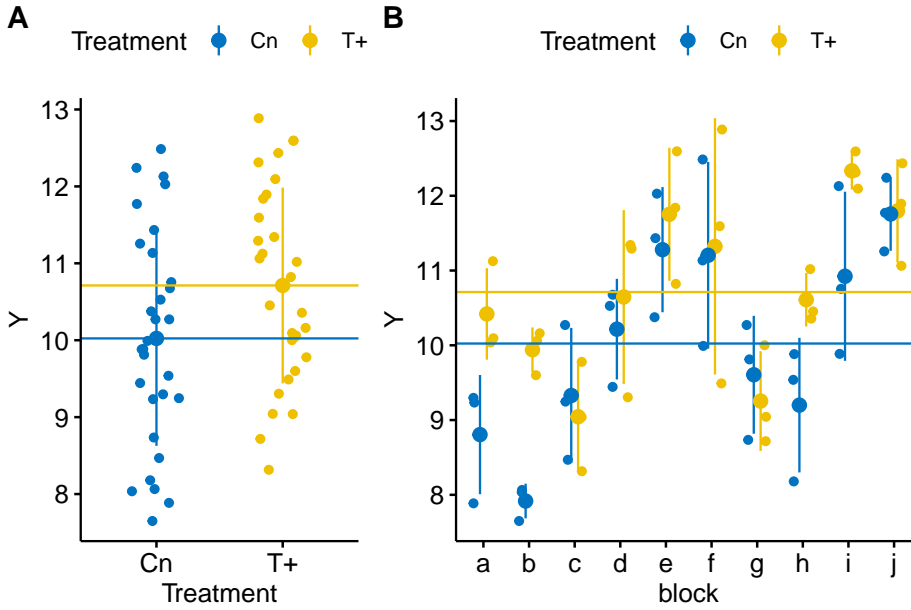 A
Treatment Cn T+
Y
13
12
11
10
9
8
Cn T+
Treatment
B
Treatment Cn T+
Y
13
12
11
10
9
8
a b c d e f g h i j
block